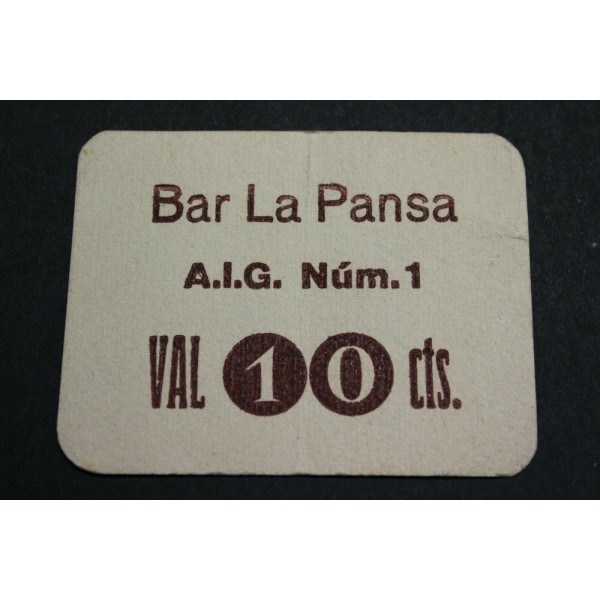 Bar La Pansa
A.I.G. Núm.1
VAL 10 cts.